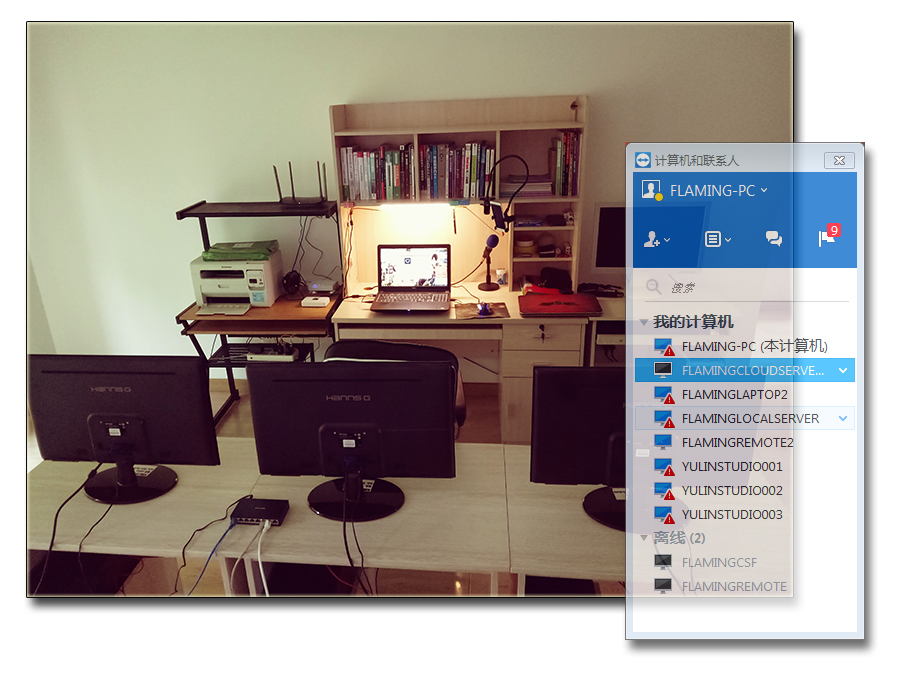 计算机和联系人
FLAMING-PC
9
搜索
我的计算机
FLAMING-PC (本计算机)
FLAMINGCLOUDSERVE...
FLAMINGLAPTOP2
FLAMINGLOCALSERVER
FLAMINGREMOTE2
YULINSTUDIO001
YULINSTUDIO002
YULINSTUDIO003
离线 (2)
FLAMINGCSF
FLAMINGREMOTE
HANNS G
HANNS G